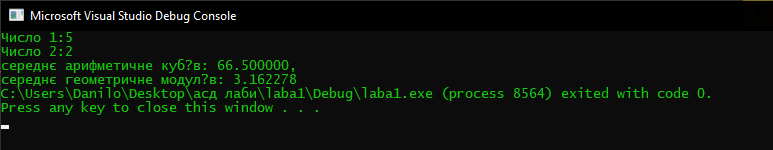 Microsoft Visual Studio Debug Console
Число 1:5
Число 2:2
середнє арифметичне куб?в: 66.500000,
середнє геометричне модул?в: 3.162278
C:\Users\Danilo\Desktop\асд лаби\laba1\Debug\laba1.exe (process 8564) exited with code 0.
Press any key to close this window . . .